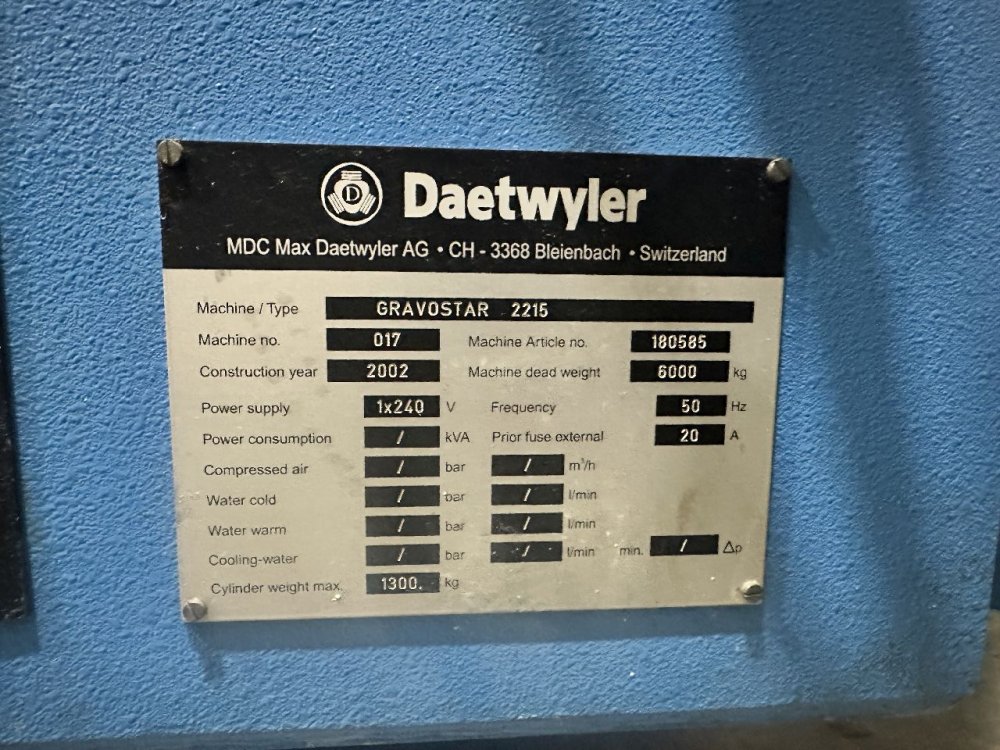 D Daetwyler
MDC Max Daetwyler AG • CH - 3368 Bleienbach • Switzerland
Machine / Type GRAVOSTAR 2215
Machine no. 017 Machine Article no. 180585
Construction year 2002 Machine dead weight 6000 kg
Power supply 1x240 V Frequency 50 Hz
Power consumption / kVA Prior fuse external 20 A
Compressed air / bar / m³/h
Water cold / bar / l/min
Water warm / bar / l/min
Cooling-water / bar / l/min min. / Δp
Cylinder weight max. 1300. kg